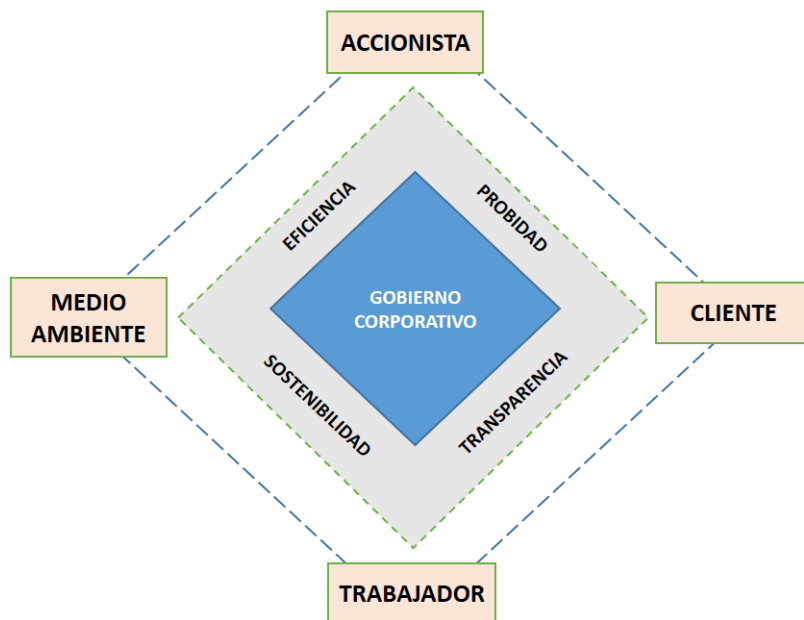 ACCIONISTA
EFICIENCIA
PROBIDAD
MEDIO
AMBIENTE
GOBIERNO
CORPORATIVO
CLIENTE
SOSTENIBILIDAD
TRANSPARENCIA
TRABAJADOR